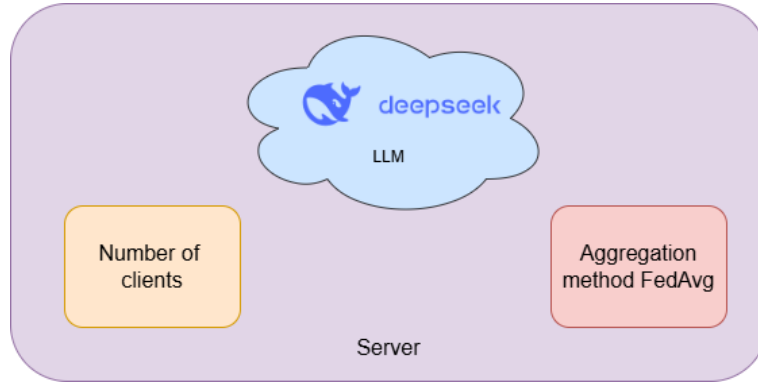 deepseek
LLM
Number of
clients
Aggregation
method FedAvg
Server